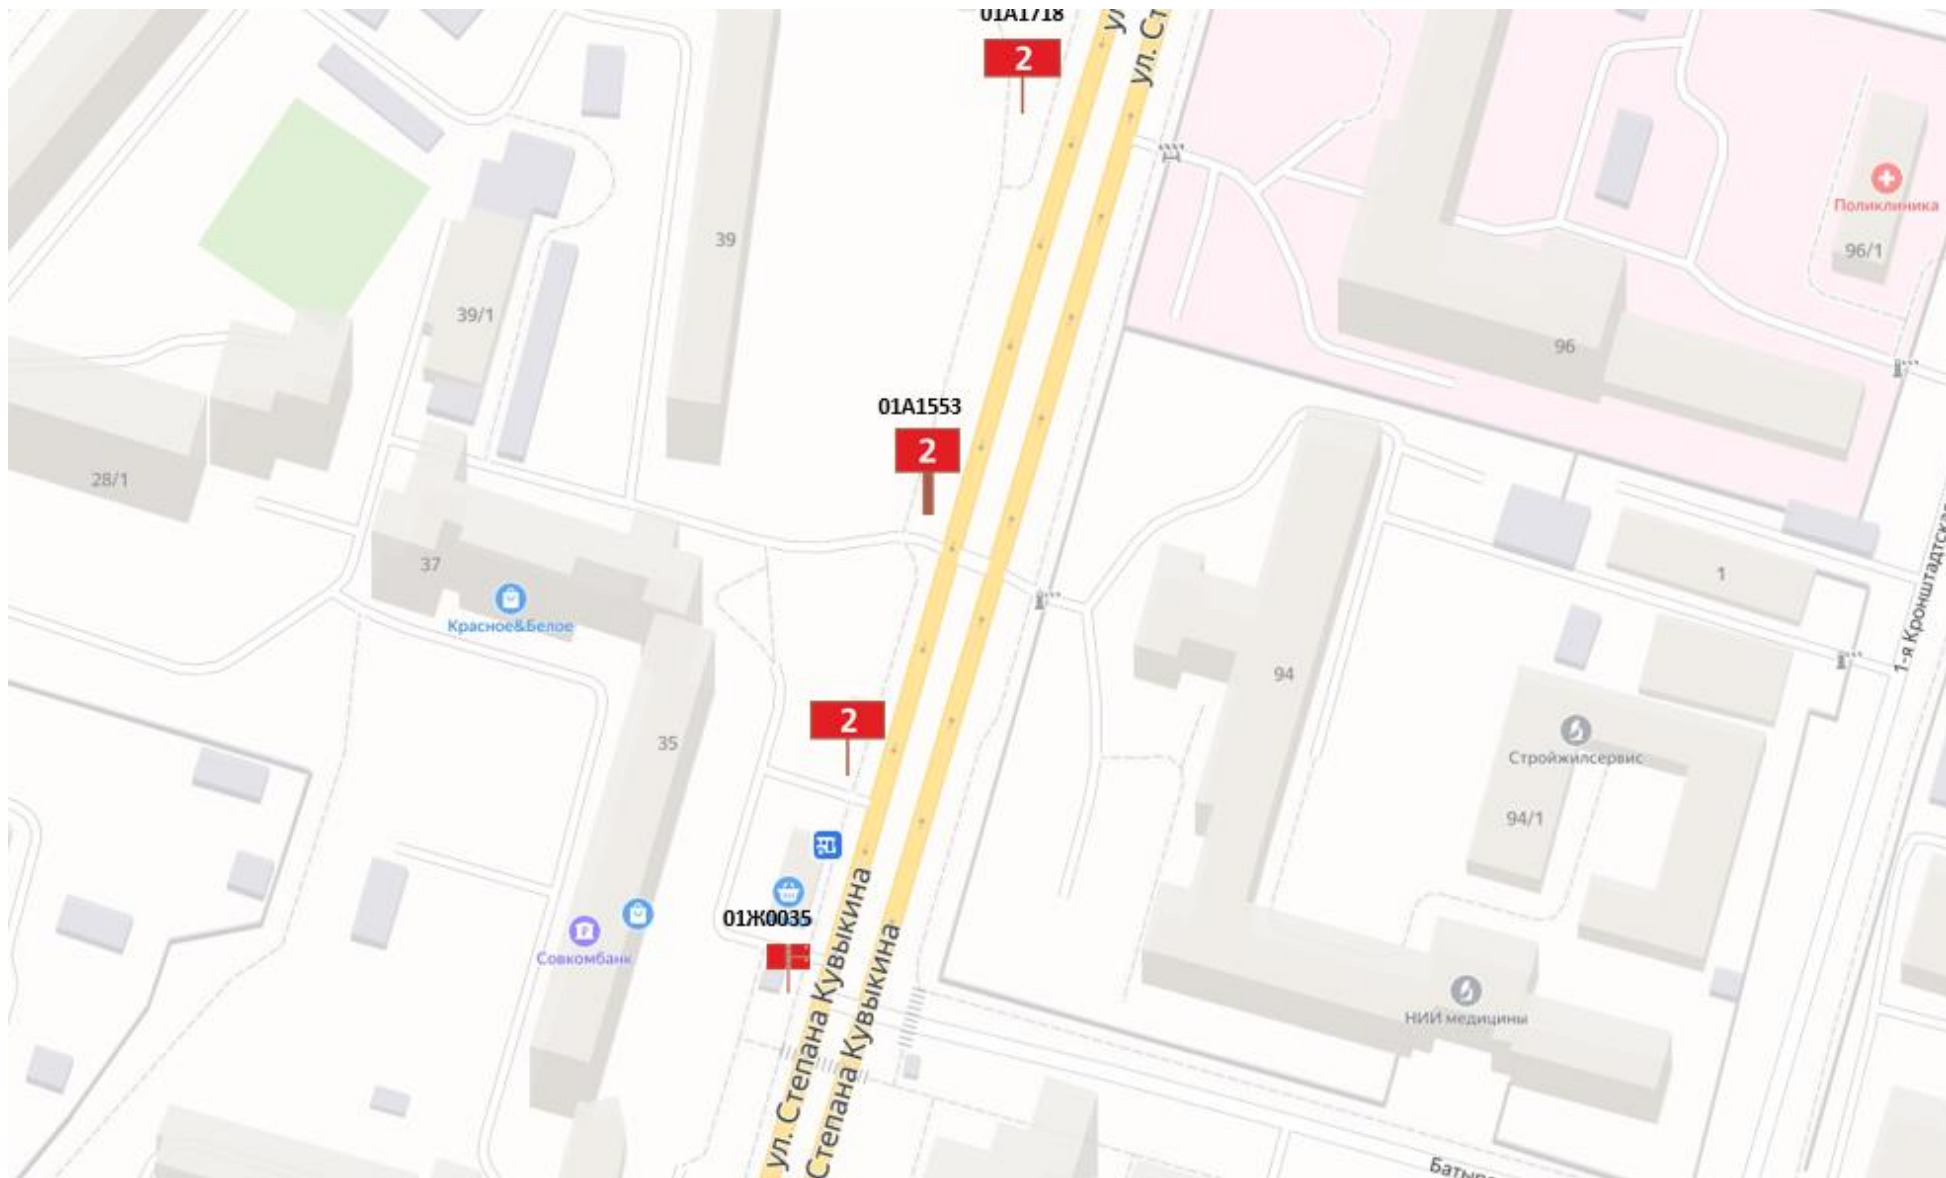 01А1718
2
ул. Ст
Поликлиника
39
96/1
39/1
96
01А1553
2
28/1
1
37
Красное&Белое
1-я Кронштадтская
94
2
35
Стройжилсервис
94/1
01Ж0035
Совкомбанк
НИИ медицины
ул. Степана Кувыкина
Степана Кувыкина